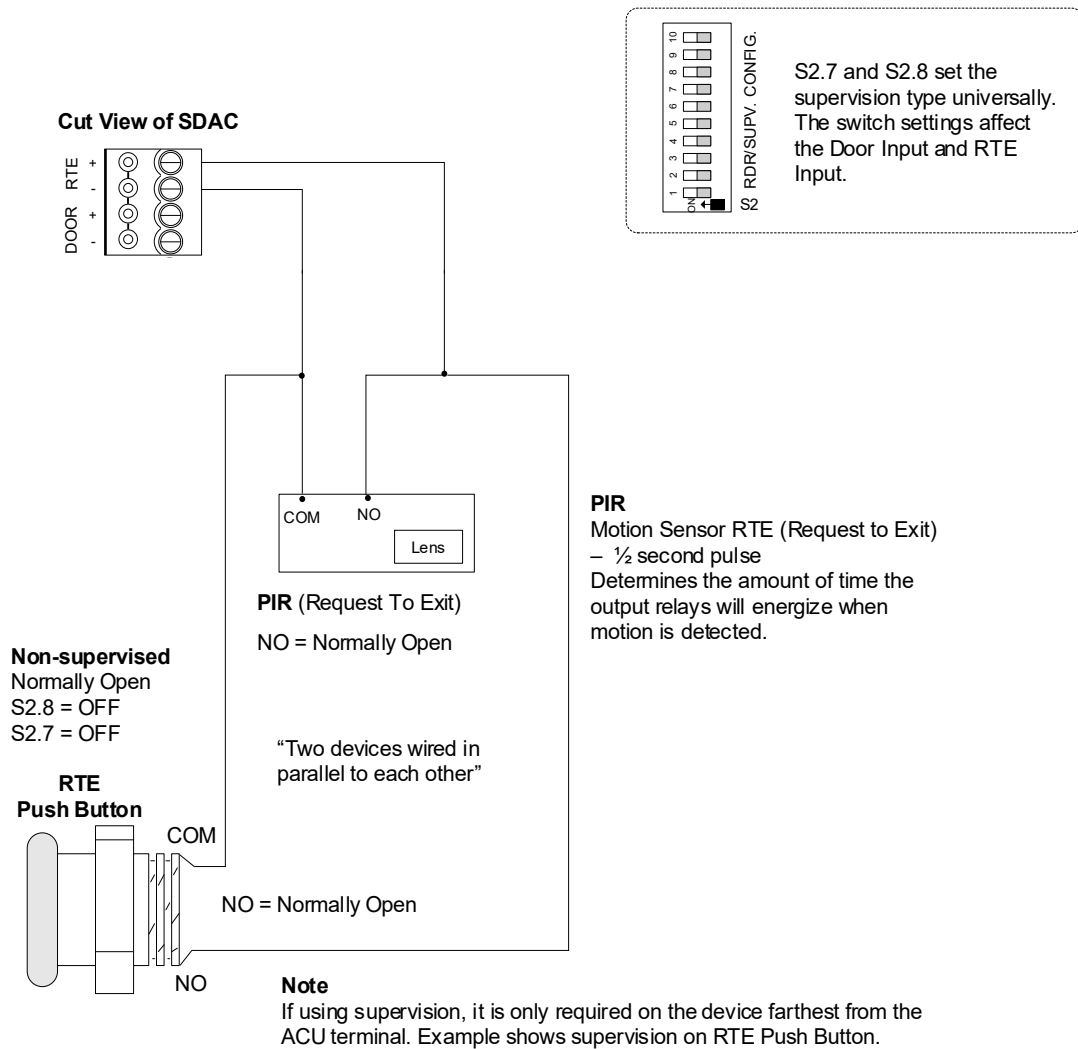 10
9
8
7
6
5
4
3
2
1
ON
S2
RDR/SUPV. CONFIG.
S2.7 and S2.8 set the
supervision type universally.
The switch settings affect
the Door Input and RTE
Input.
Cut View of SDAC
RTE
+
-
DOOR
+
-
COM
NO
Lens
PIR (Request To Exit)
NO = Normally Open
PIR
Motion Sensor RTE (Request to Exit)
– ½ second pulse
Determines the amount of time the
output relays will energize when
motion is detected.
Non-supervised
Normally Open
S2.8 = OFF
S2.7 = OFF
“Two devices wired in
parallel to each other”
RTE
Push Button
COM
NO = Normally Open
NO
Note
If using supervision, it is only required on the device farthest from the
ACU terminal. Example shows supervision on RTE Push Button.